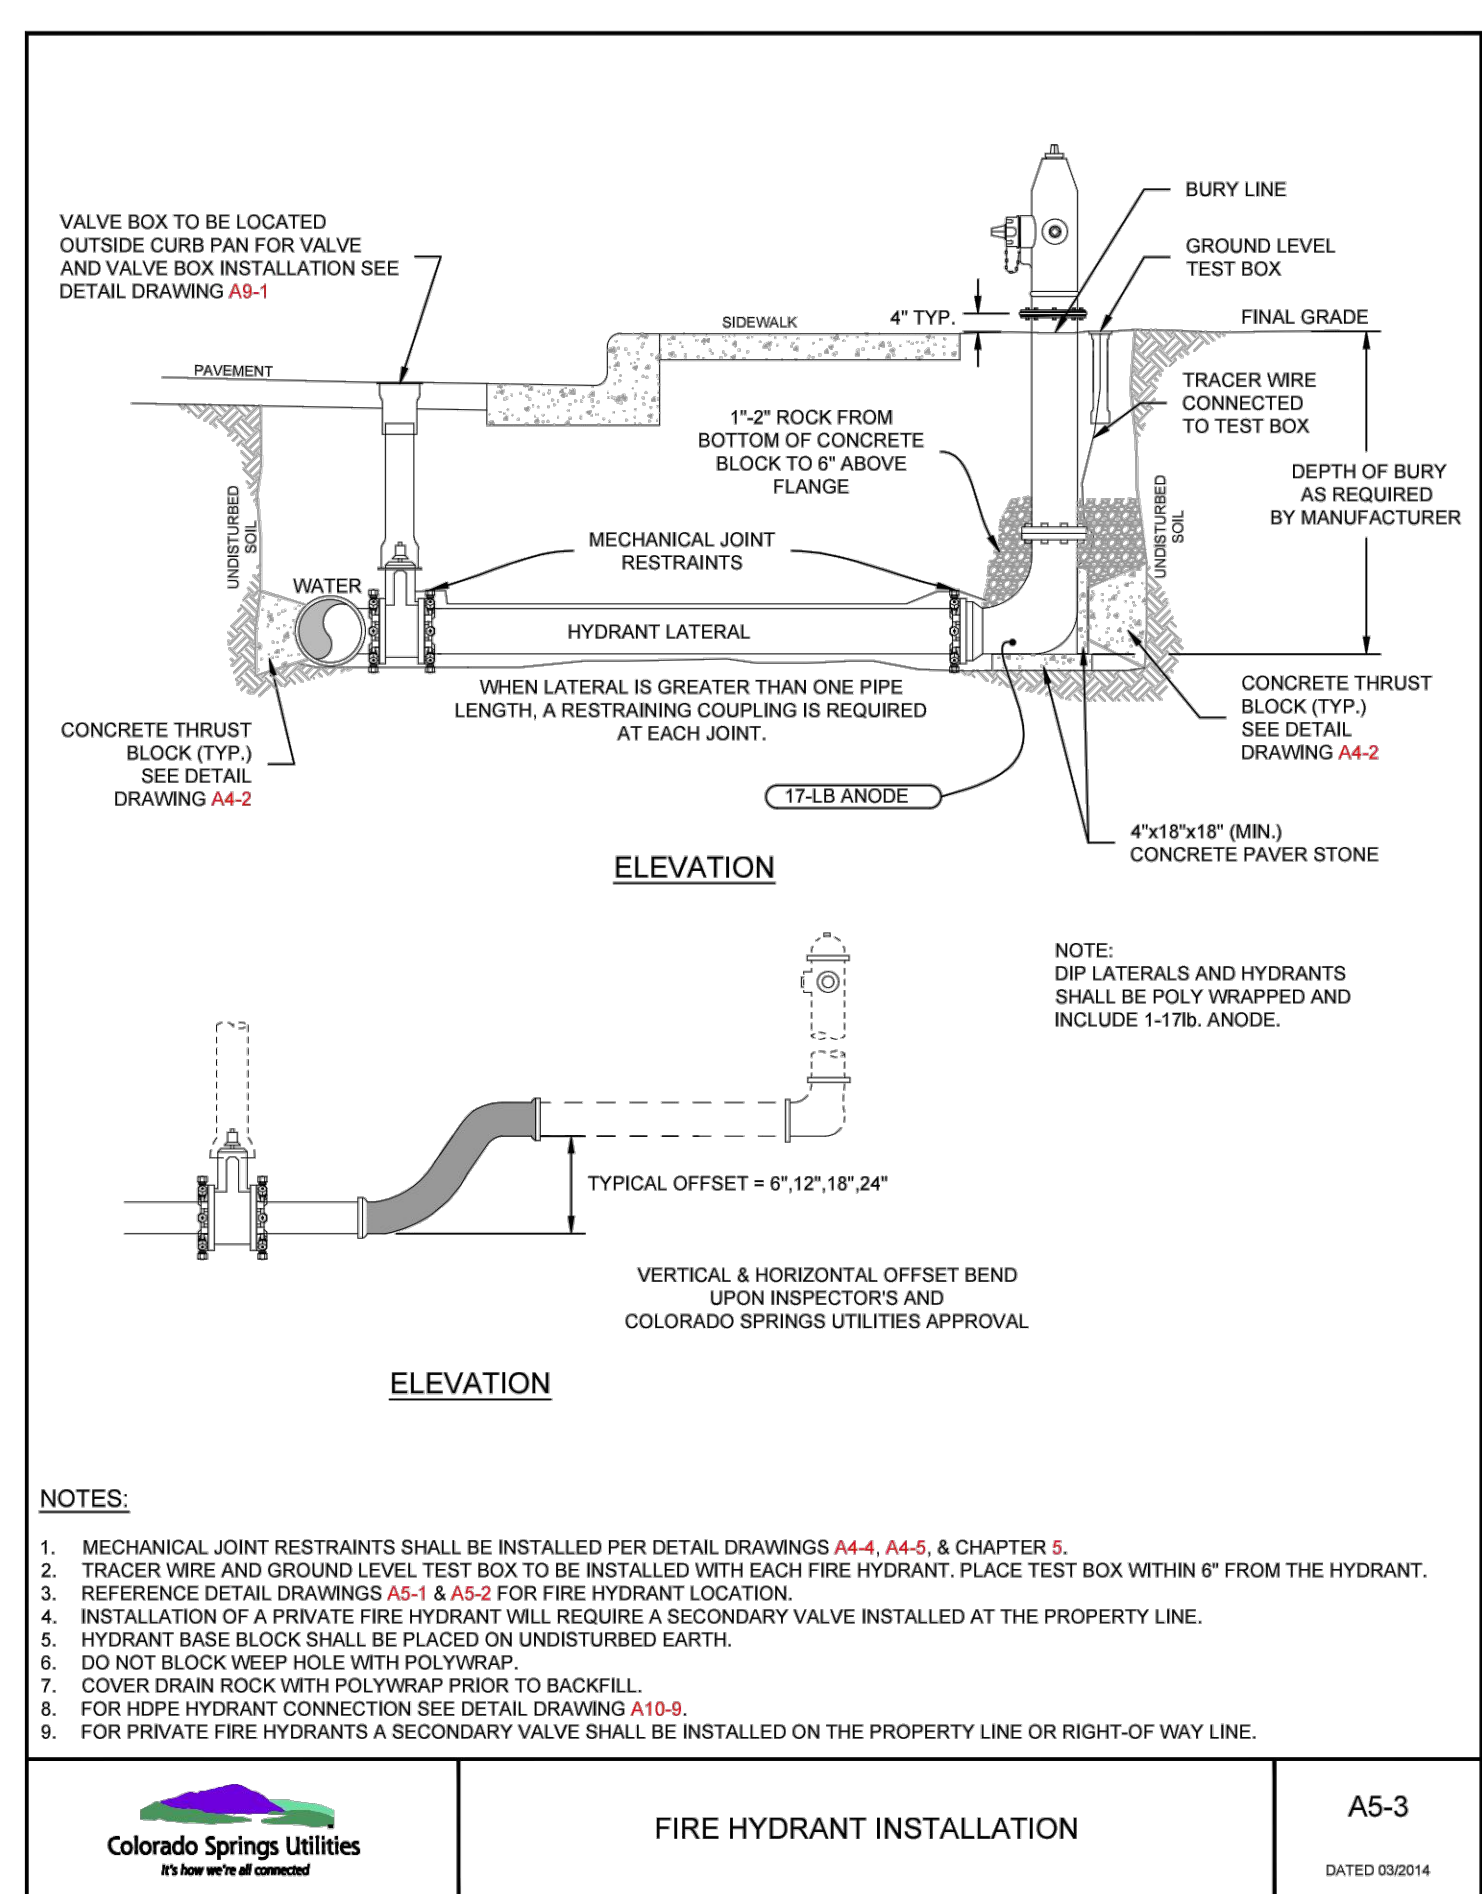 VALVE BOX TO BE LOCATED
OUTSIDE CURB PAN FOR VALVE
AND VALVE BOX INSTALLATION SEE
DETAIL DRAWING A9-1
BURY LINE
GROUND LEVEL
TEST BOX
SIDEWALK
4" TYP.
FINAL GRADE
PAVEMENT
TRACER WIRE
CONNECTED
TO TEST BOX
1"-2" ROCK FROM
BOTTOM OF CONCRETE
BLOCK TO 6" ABOVE
FLANGE
DEPTH OF BURY
AS REQUIRED
BY MANUFACTURER
UNDISTURBED
SOIL
UNDISTURBED
SOIL
MECHANICAL JOINT
RESTRAINTS
WATER
HYDRANT LATERAL
WHEN LATERAL IS GREATER THAN ONE PIPE
LENGTH, A RESTRAINING COUPLING IS REQUIRED
AT EACH JOINT.
CONCRETE THRUST
BLOCK (TYP.)
SEE DETAIL
DRAWING A4-2
CONCRETE THRUST
BLOCK (TYP.)
SEE DETAIL
DRAWING A4-2
17-LB ANODE
4"x18"x18" (MIN.)
CONCRETE PAVER STONE
ELEVATION
NOTE:
DIP LATERALS AND HYDRANTS
SHALL BE POLY WRAPPED AND
INCLUDE 1-17lb. ANODE.
TYPICAL OFFSET = 6",12",18",24"
VERTICAL & HORIZONTAL OFFSET BEND
UPON INSPECTOR'S AND
COLORADO SPRINGS UTILITIES APPROVAL
ELEVATION
NOTES:
1. MECHANICAL JOINT RESTRAINTS SHALL BE INSTALLED PER DETAIL DRAWINGS A4-4, A4-5, & CHAPTER 5.
2. TRACER WIRE AND GROUND LEVEL TEST BOX TO BE INSTALLED WITH EACH FIRE HYDRANT. PLACE TEST BOX WITHIN 6" FROM THE HYDRANT.
3. REFERENCE DETAIL DRAWINGS A5-1 & A5-2 FOR FIRE HYDRANT LOCATION.
4. INSTALLATION OF A PRIVATE FIRE HYDRANT WILL REQUIRE A SECONDARY VALVE INSTALLED AT THE PROPERTY LINE.
5. HYDRANT BASE BLOCK SHALL BE PLACED ON UNDISTURBED EARTH.
6. DO NOT BLOCK WEEP HOLE WITH POLYWRAP.
7. COVER DRAIN ROCK WITH POLYWRAP PRIOR TO BACKFILL.
8. FOR HDPE HYDRANT CONNECTION SEE DETAIL DRAWING A10-9.
9. FOR PRIVATE FIRE HYDRANTS A SECONDARY VALVE SHALL BE INSTALLED ON THE PROPERTY LINE OR RIGHT-OF WAY LINE.
Colorado Springs Utilities
It's how we're all connected
FIRE HYDRANT INSTALLATION
A5-3
DATED 03/2014